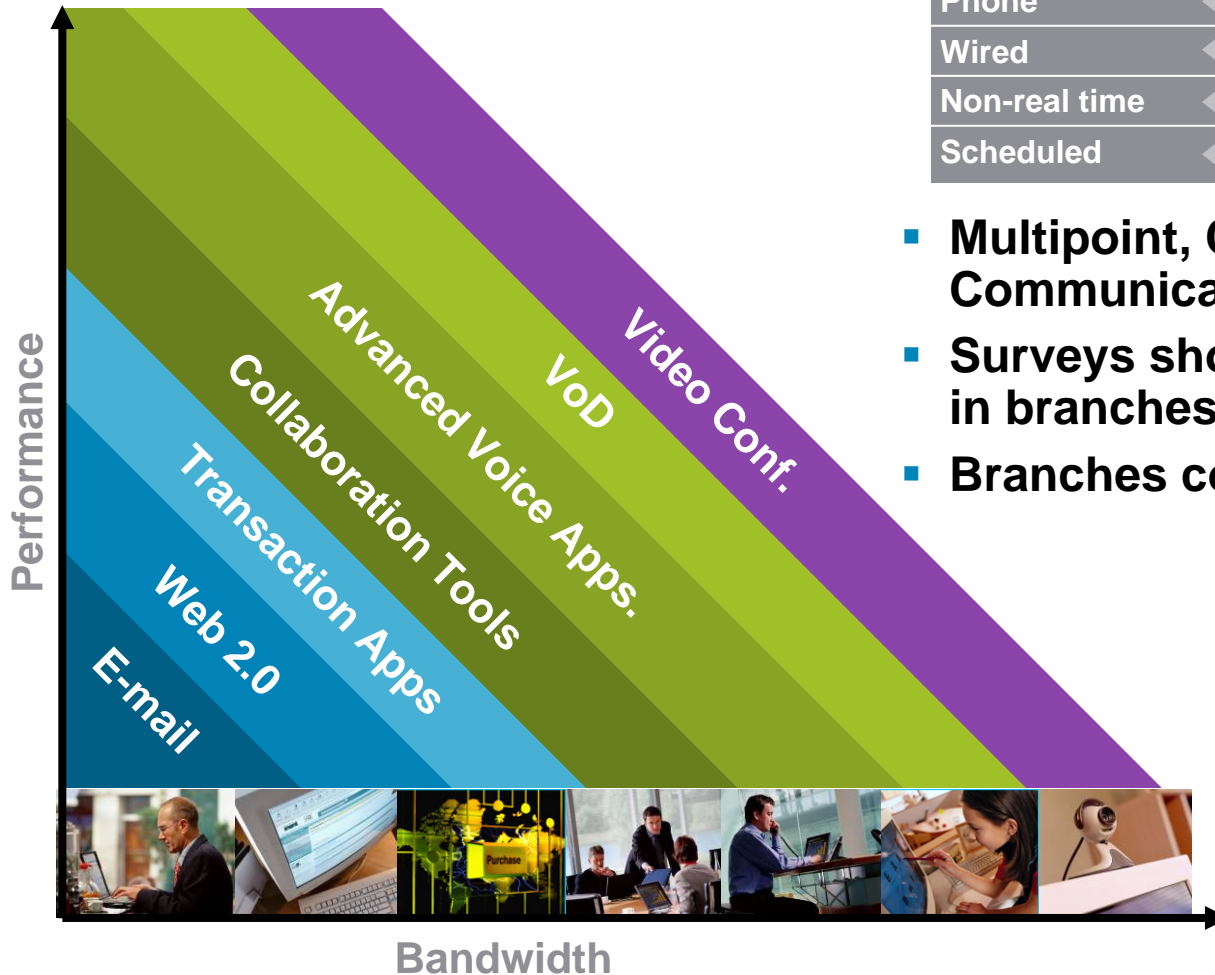 Phone
Wired
Non-real time
Scheduled
Multipoint,
Communica
Surveys sho
in branches
Branches ce
Performance
Video Conf.
VoD
Advanced Voice Apps.
Collaboration Tools
Transaction Apps
Web 2.0
E-mail
Purchase
Bandwidth